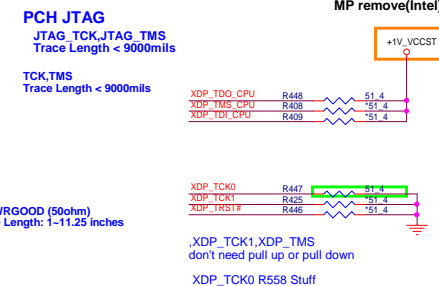 MP remove(Intel)
PCH JTAG
JTAG_TCK,JTAG_TMS
Trace Length < 9000mils
+1V_VCCST
TCK,TMS
Trace Length < 9000mils
XDP_TDO_CPU R448 51_4
XDP_TMS_CPU R408 *51_4
XDP_TDI_CPU R409 *51_4
XDP_TCK0 R447 51_4
XDP_TCK1 R425 *51_4
XDP_TRST# R446 *51_4
RGOOD (50ohm)
Length: 1~11.25 inches
,XDP_TCK1,XDP_TMS
don't need pull up or pull down
XDP_TCK0 R558 Stuff